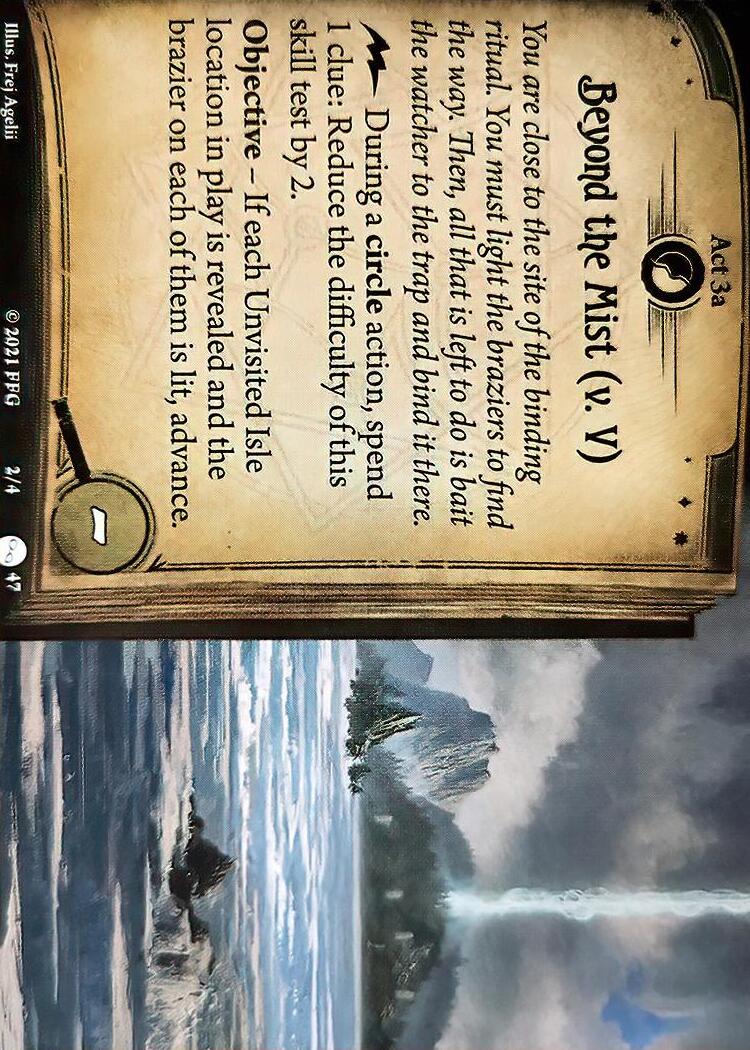 Act 3a
Beyond the Mist (v. V)
You are close to the site of the binding
ritual. You must light the braziers to find
the way. Then, all that is left to do is bait
the watcher to the trap and bind it there.
During a circle action, spend
1 clue: Reduce the difficulty of this
skill test by 2.
Objective – If each Unvisited Isle
location in play is revealed and the
brazier on each of them is lit, advance.
–
Illus. Frej Agelii
© 2021 FFG
2/4
47